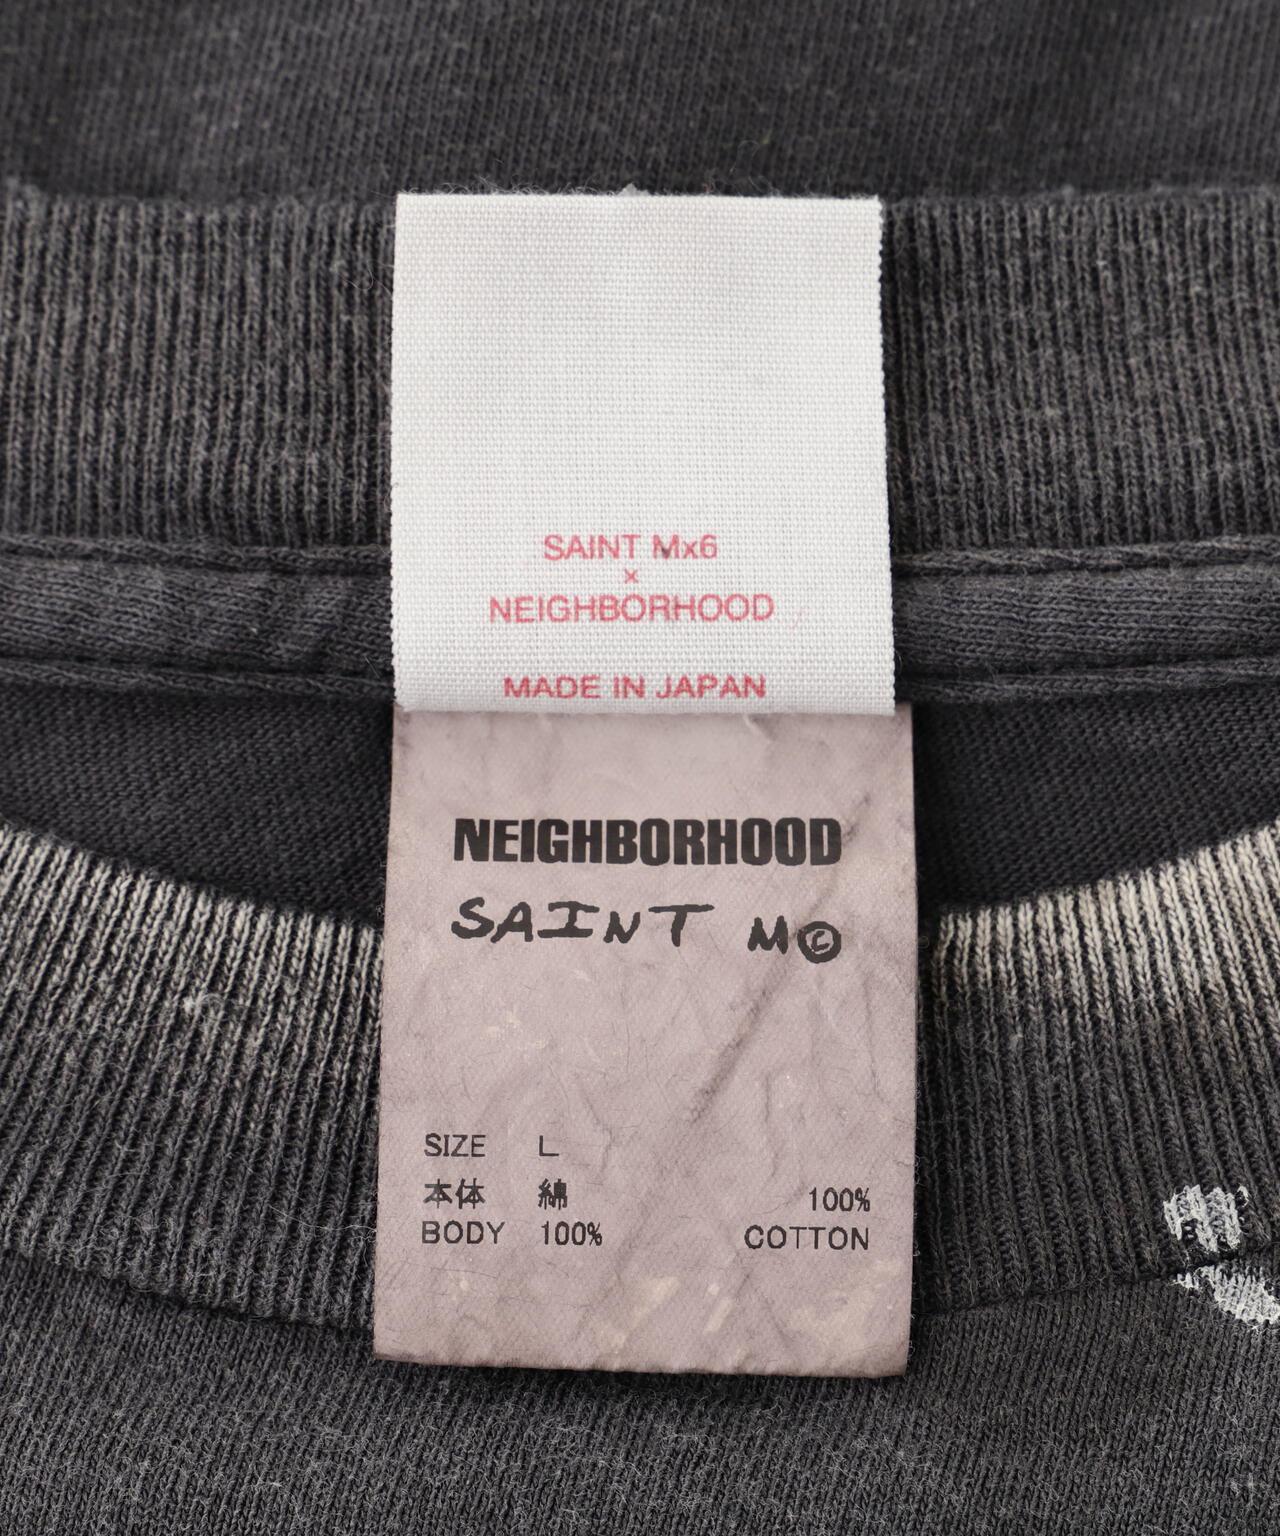 SAINT Mx6
×
NEIGHBORHOOD
MADE IN JAPAN
NEIGHBORHOOD
SAINT M©
SIZE L
本体 綿 100%
BODY 100% COTTON